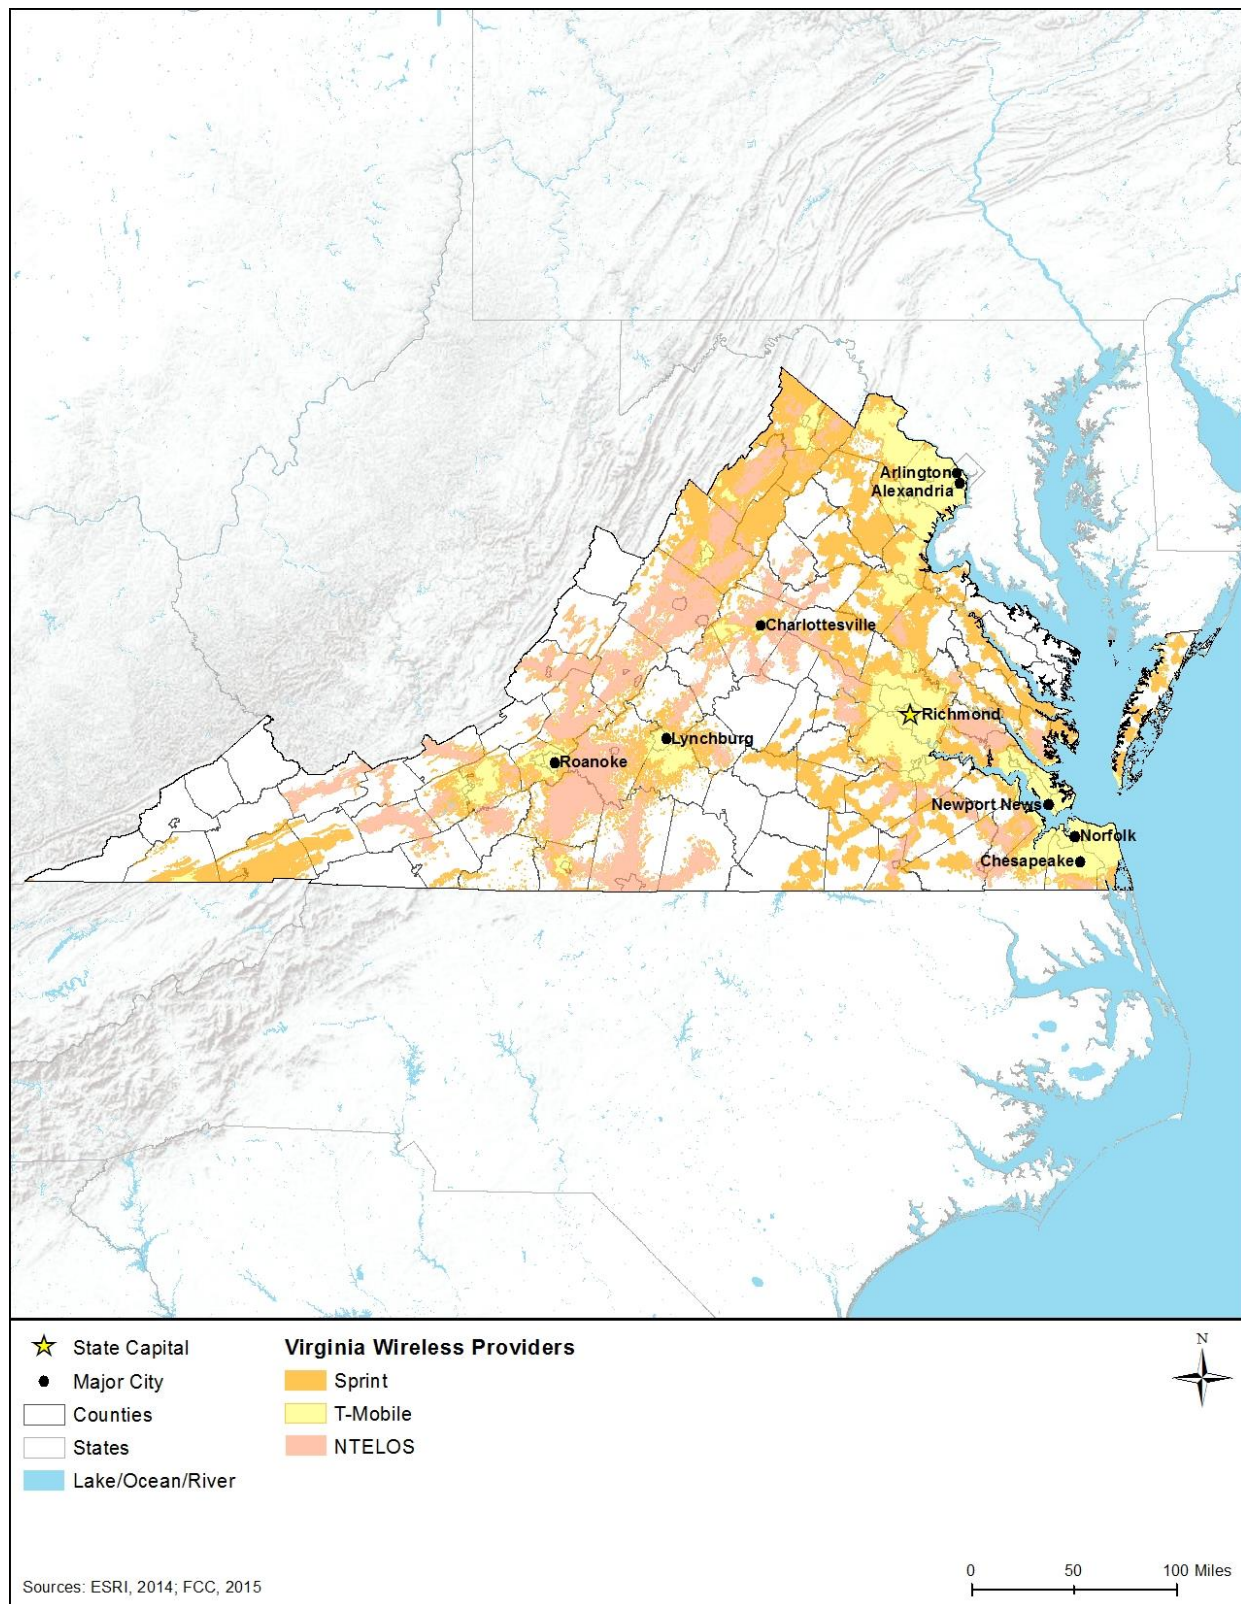 Arlington
Alexandria
Charlottesville
Richmond
Lynchburg
Roanoke
Newport News
Norfolk
Chesapeake
State Capital
Major City
Counties
States
Lake/Ocean/River
Virginia Wireless Providers
Sprint
T-Mobile
NTELOS
N
Sources: ESRI, 2014; FCC, 2015
0 50 100 Miles